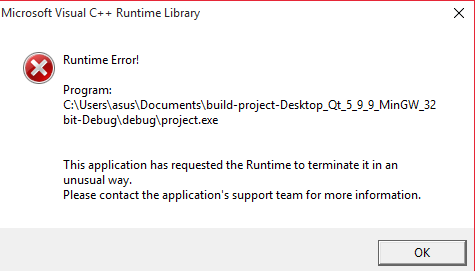 Microsoft Visual C++ Runtime Library
Runtime Error!
Program:
C:\Users\asus\Documents\build-project-Desktop_Qt_5_9_9_MinGW_32
bit-Debug\debug\project.exe
This application has requested the Runtime to terminate it in an
unusual way.
Please contact the application's support team for more information.
OK